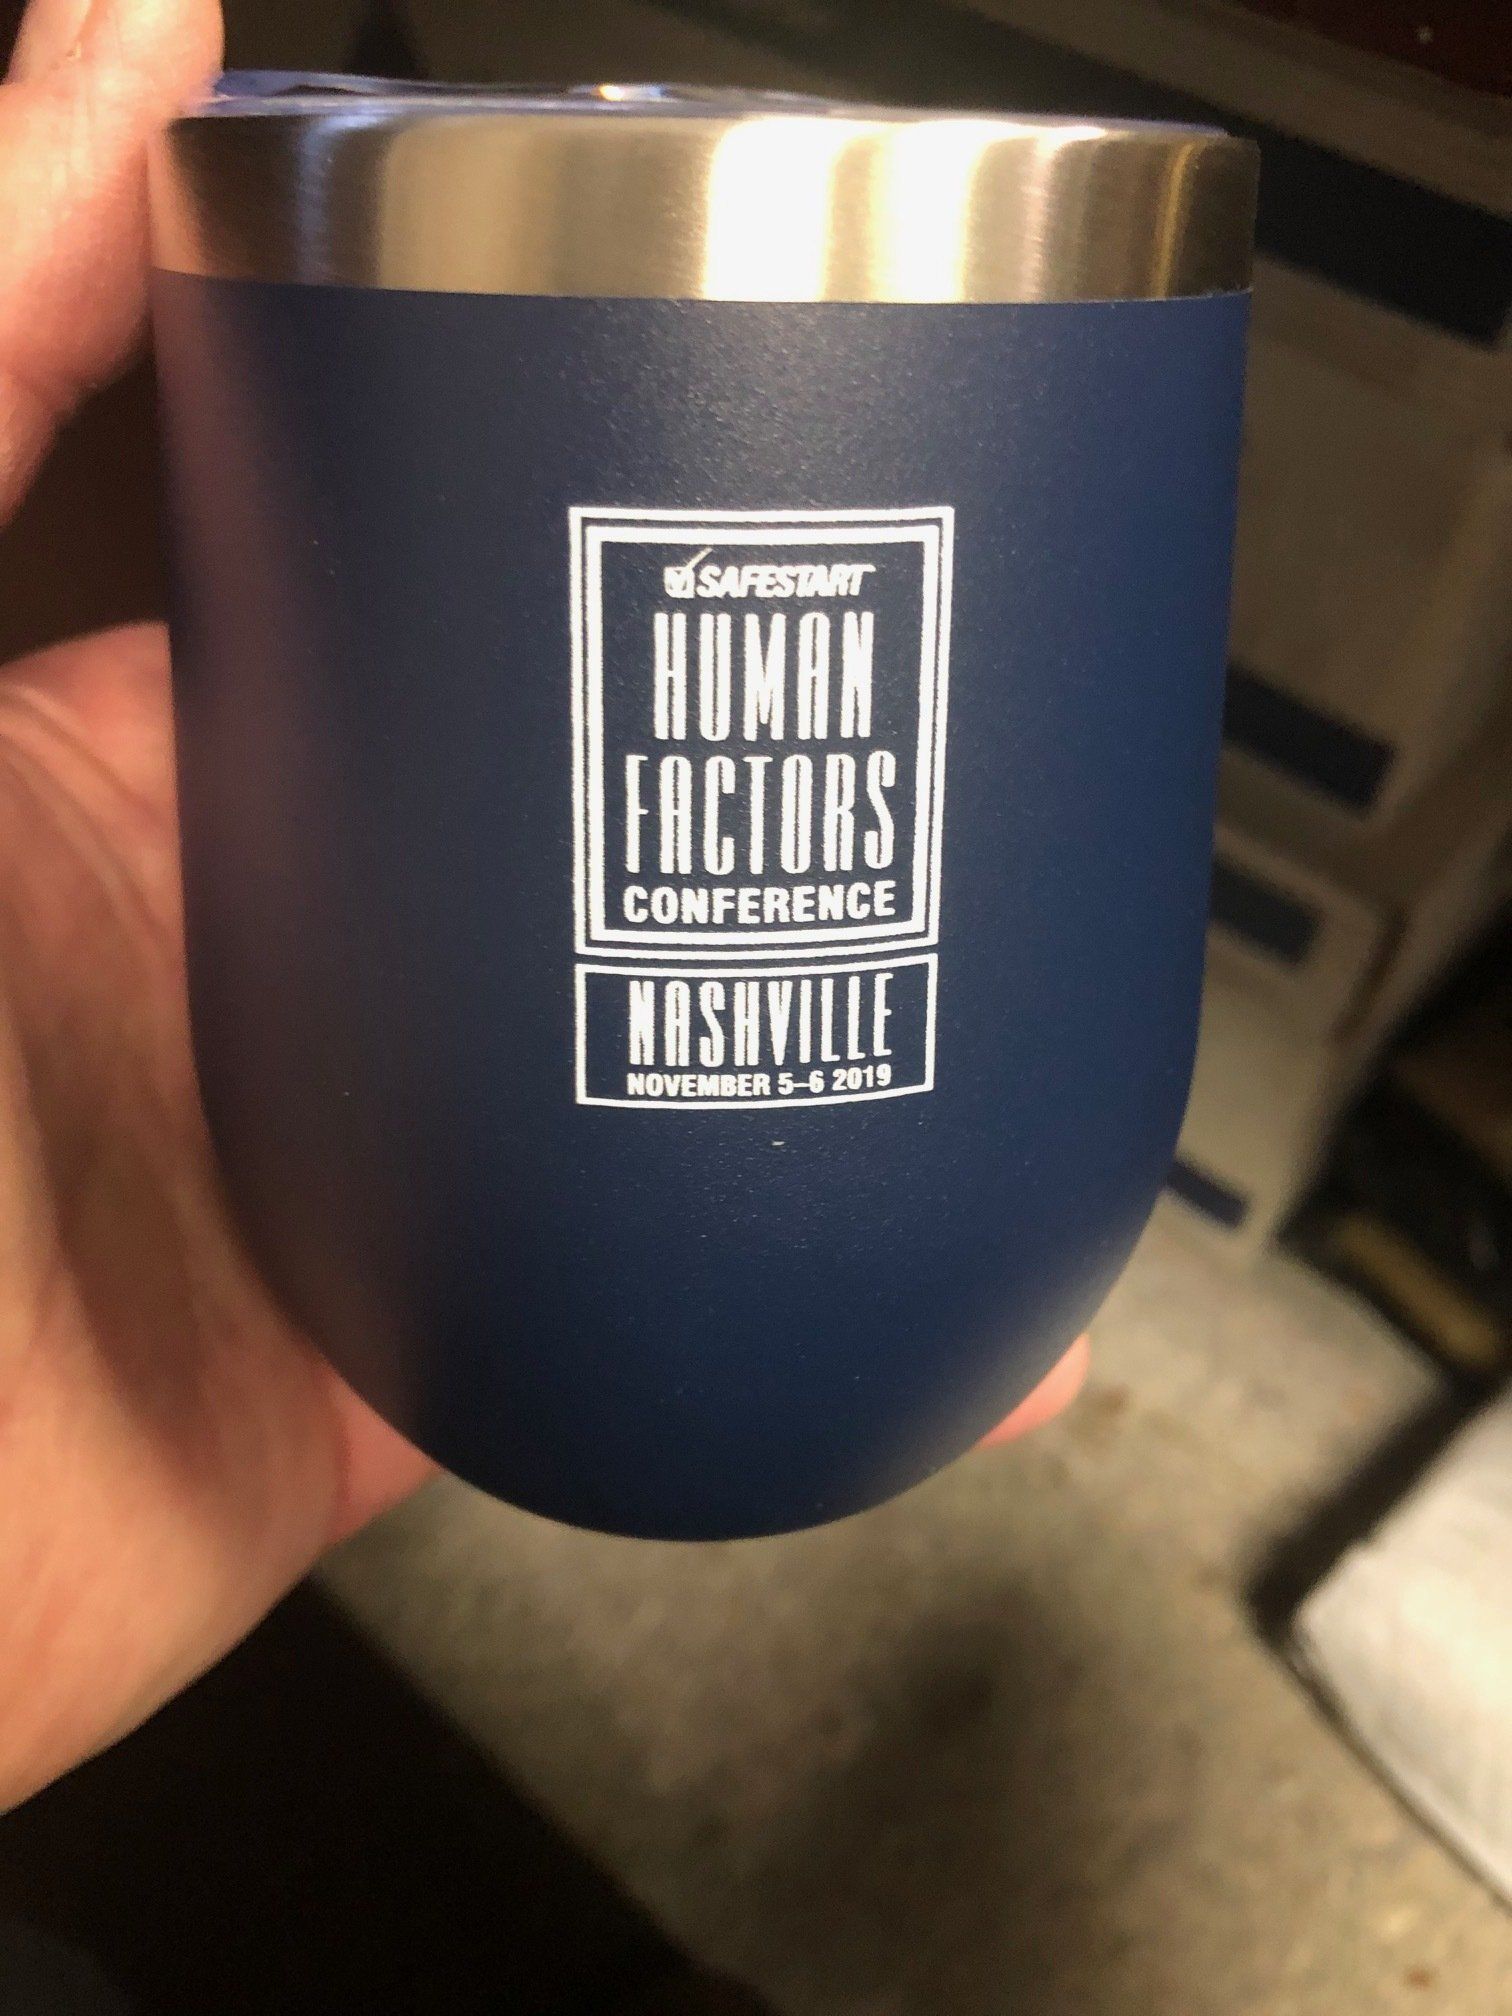 SAFESTART
HUMAN
FACTORS
CONFERENCE
NASHVILLE
NOVEMBER 5–6 2019